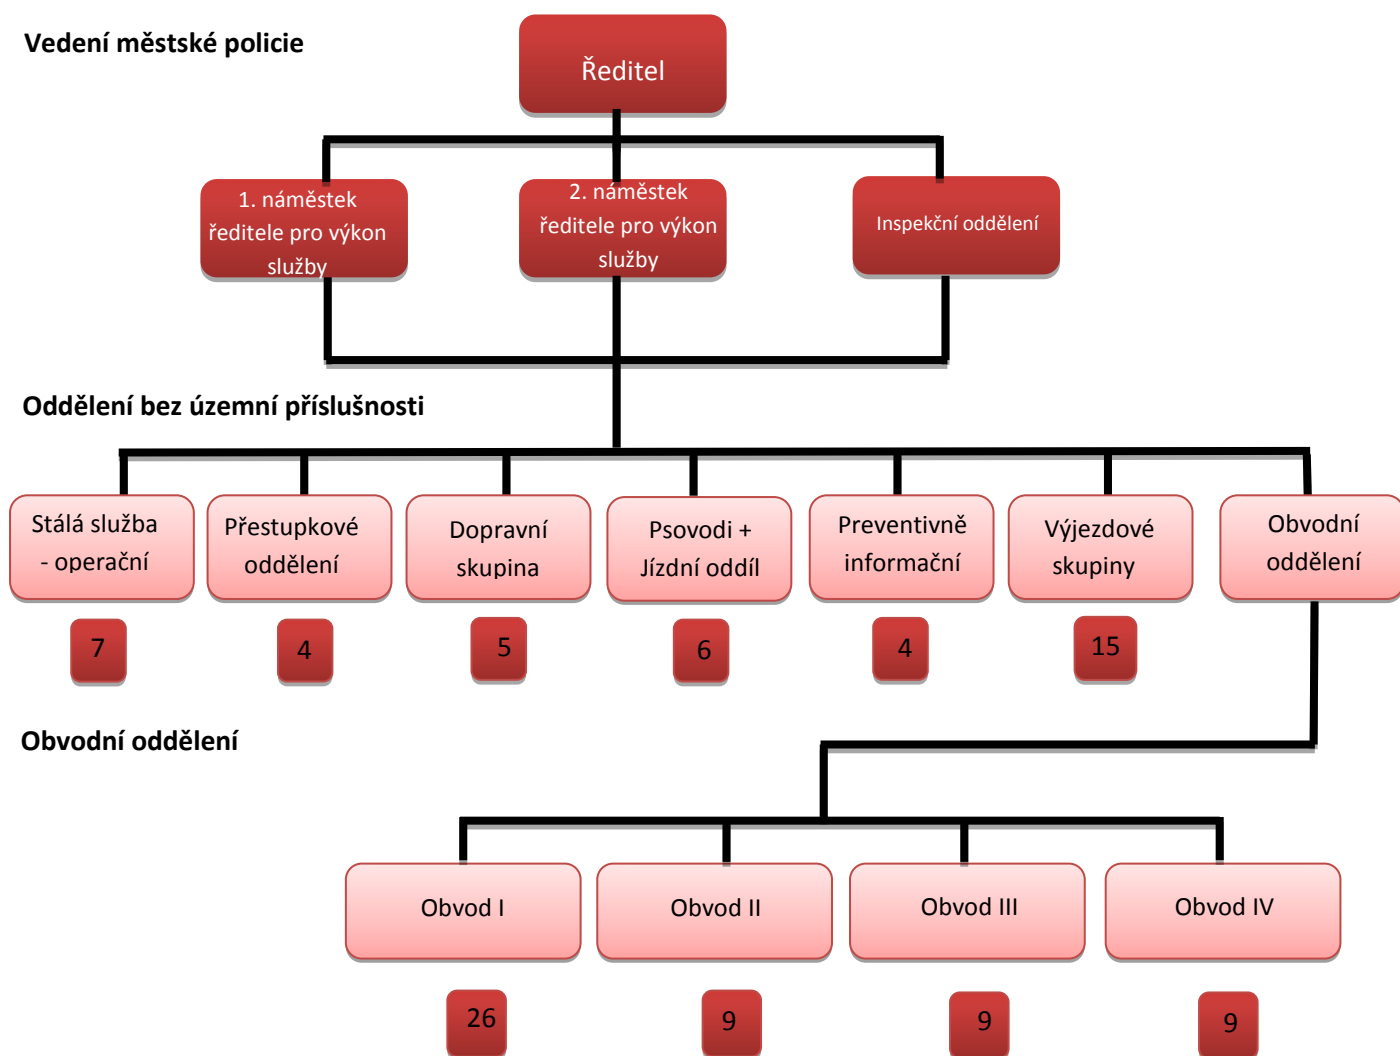 Vedení městské policie
Ředitel
1. náměstek
ředitele pro výkon
služby
2. náměstek
ředitele pro výkon
služby
Inspekční oddělení
Oddělení bez územní příslušnosti
Stálá služba
- operační
Přestupkové
oddělení
Dopravní
skupina
Psovodi +
Jízdní oddíl
Preventivně
informační
Výjezdové
skupiny
Obvodní
oddělení
7
4
5
6
4
15
Obvodní oddělení
Obvod I
Obvod II
Obvod III
Obvod IV
26
9
9
9